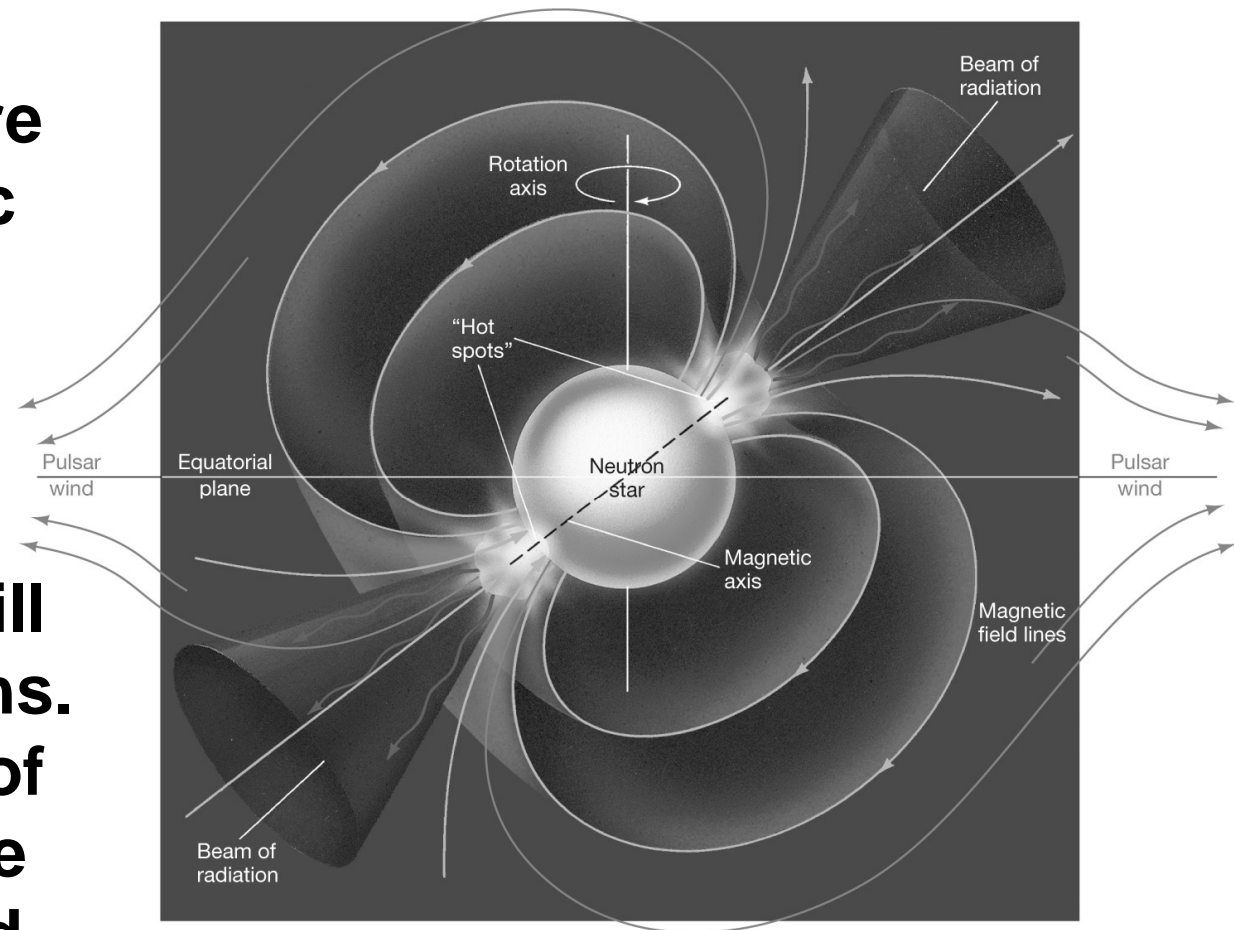 re
c
ill
ns.
of
e
Beam of
radiation
Rotation
axis
“Hot
spots”
Pulsar
wind
Equatorial
plane
Neutron
star
Pulsar
wind
Magnetic
axis
Magnetic
field lines
Beam of
radiation